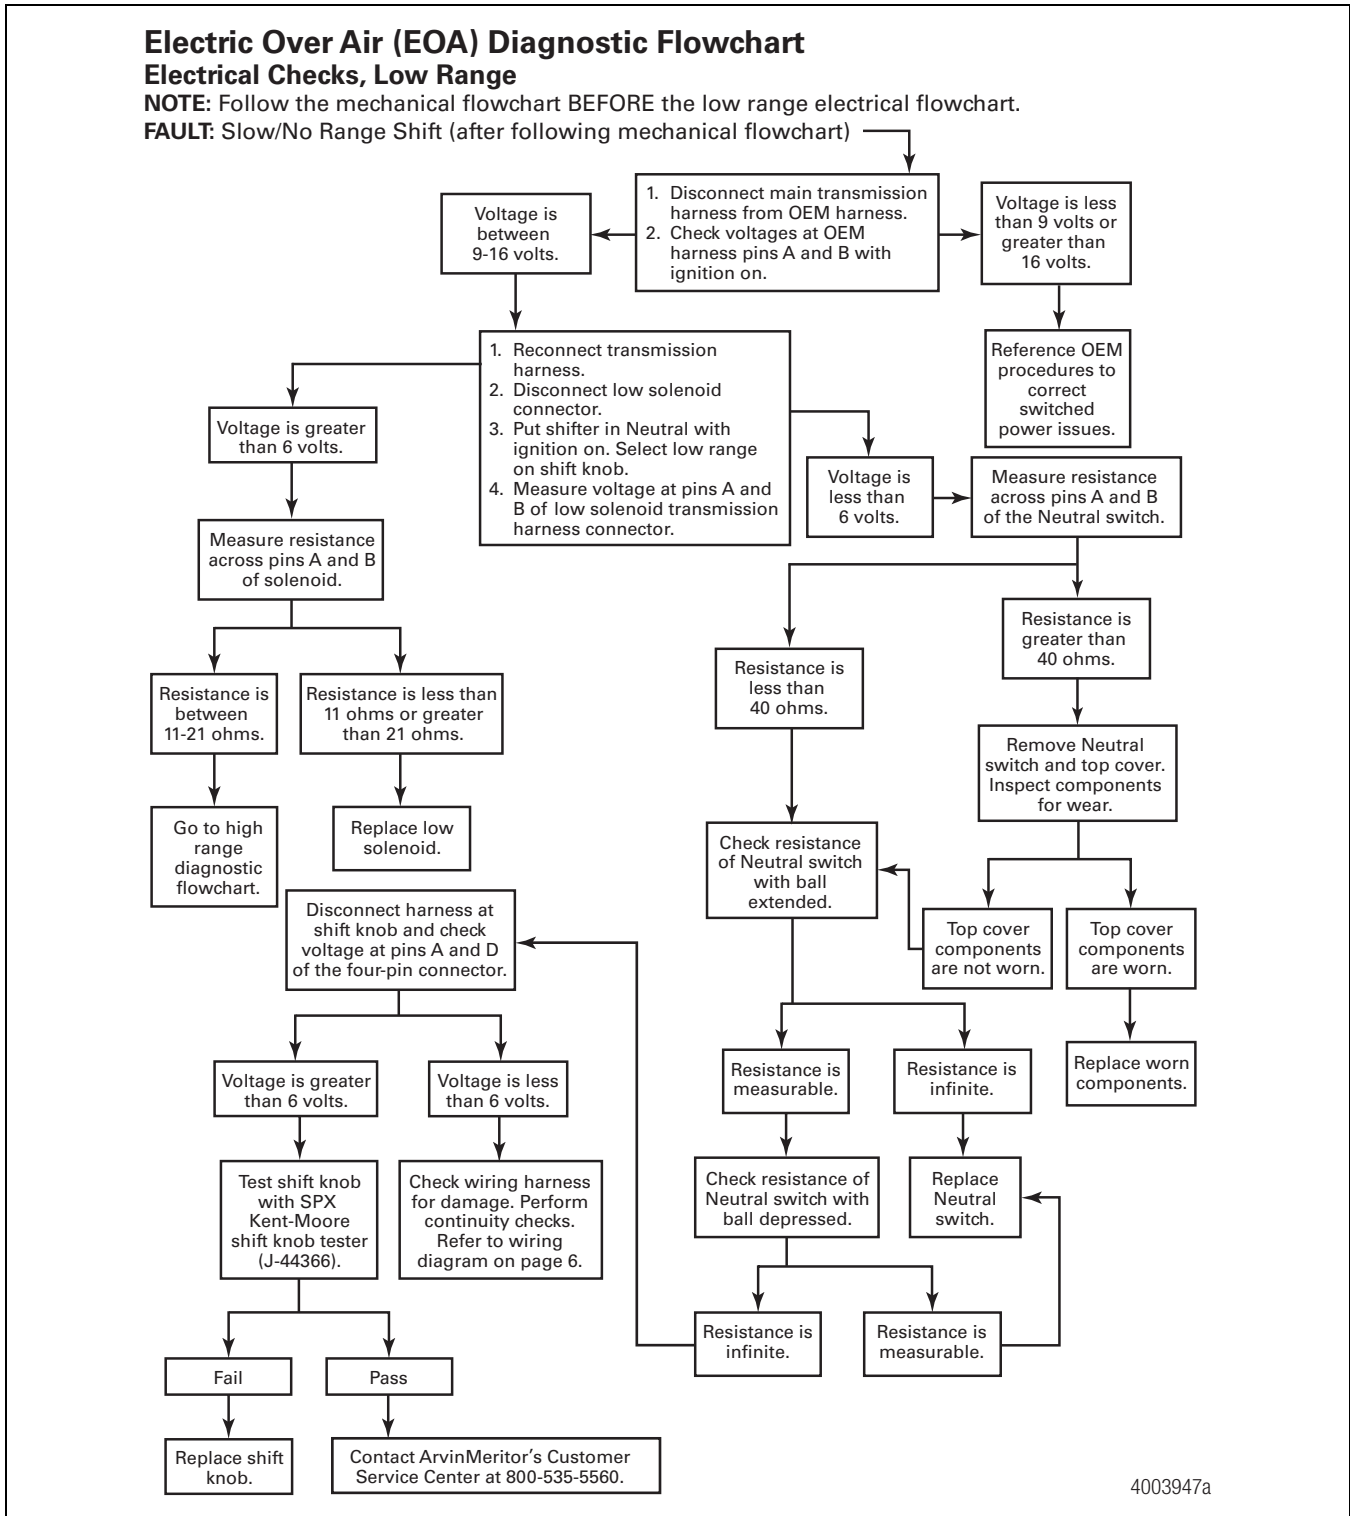 Electric Over Air (EOA) Diagnostic Flowchart
Electrical Checks, Low Range
NOTE: Follow the mechanical flowchart BEFORE the low range electrical flowchart.
FAULT: Slow/No Range Shift (after following mechanical flowchart)
Voltage is
between
9-16 volts.
1. Disconnect main transmission
harness from OEM harness.
2. Check voltages at OEM
harness pins A and B with
ignition on.
Voltage is less
than 9 volts or
greater than
16 volts.
Reference OEM
procedures to
correct
switched
power issues.
1. Reconnect transmission
harness.
2. Disconnect low solenoid
connector.
3. Put shifter in Neutral with
ignition on. Select low range
on shift knob.
4. Measure voltage at pins A and
B of low solenoid transmission
harness connector.
Voltage is greater
than 6 volts.
Voltage is
less than
6 volts.
Measure resistance
across pins A and B
of the Neutral switch.
Measure resistance
across pins A and B
of solenoid.
Resistance is
between
11-21 ohms.
Resistance is less than
11 ohms or greater
than 21 ohms.
Go to high
range
diagnostic
flowchart.
Replace low
solenoid.
Resistance is
less than
40 ohms.
Resistance is
greater than
40 ohms.
Remove Neutral
switch and top cover.
Inspect components
for wear.
Check resistance
of Neutral switch
with ball
extended.
Top cover
components
are not worn.
Top cover
components
are worn.
Replace worn
components.
Resistance is
measurable.
Resistance is
infinite.
Check resistance of
Neutral switch with
ball depressed.
Replace
Neutral
switch.
Resistance is
infinite.
Resistance is
measurable.
Disconnect harness at
shift knob and check
voltage at pins A and D
of the four-pin connector.
Voltage is greater
than 6 volts.
Voltage is less
than 6 volts.
Test shift knob
with SPX
Kent-Moore
shift knob tester
(J-44366).
Check wiring harness
for damage. Perform
continuity checks.
Refer to wiring
diagram on page 6.
Fail
Pass
Replace shift
knob.
Contact ArvinMeritor's Customer
Service Center at 800-535-5560.
4003947a